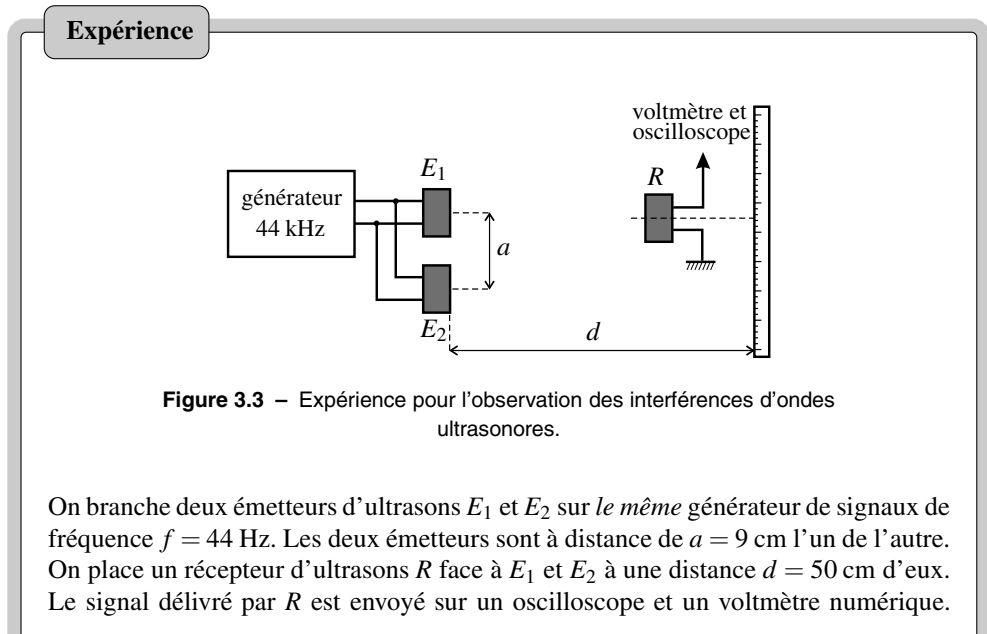 Expérience
voltmètre et
oscilloscope
E1
R
générateur
44 kHz
a
E2
d
Figure 3.3 – Expérience pour l'observation des interférences d'ondes
ultrasonores.
On branche deux émetteurs d'ultrasons E1 et E2 sur le même générateur de signaux de
fréquence f = 44 Hz. Les deux émetteurs sont à distance de a = 9 cm l'un de l'autre.
On place un récepteur d'ultrasons R face à E1 et E2 à une distance d = 50 cm d'eux.
Le signal délivré par R est envoyé sur un oscilloscope et un voltmètre numérique.